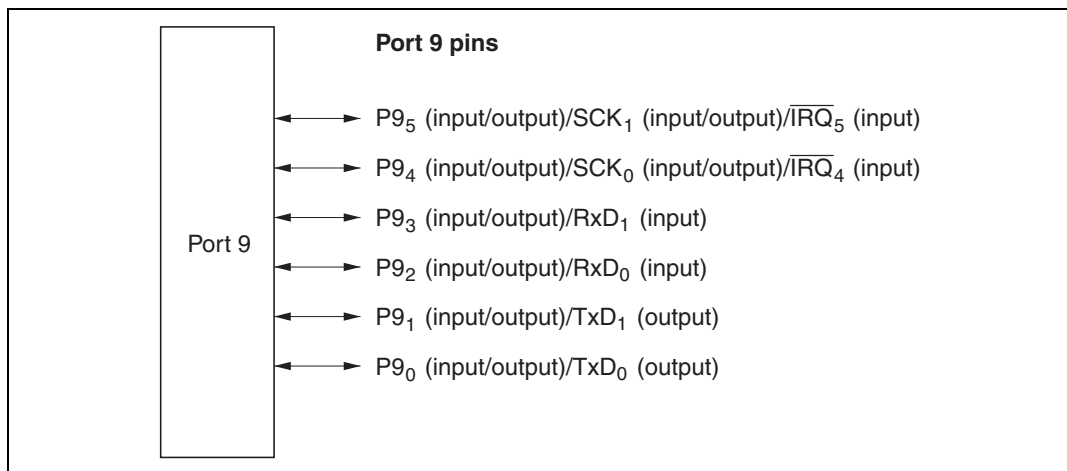 Port 9 pins
P9₅ (input/output)/SCK₁ (input/output)/I̅R̅Q̅₅ (input)
P9₄ (input/output)/SCK₀ (input/output)/I̅R̅Q̅₄ (input)
P9₃ (input/output)/RxD₁ (input)
Port 9
P9₂ (input/output)/RxD₀ (input)
P9₁ (input/output)/TxD₁ (output)
P9₀ (input/output)/TxD₀ (output)